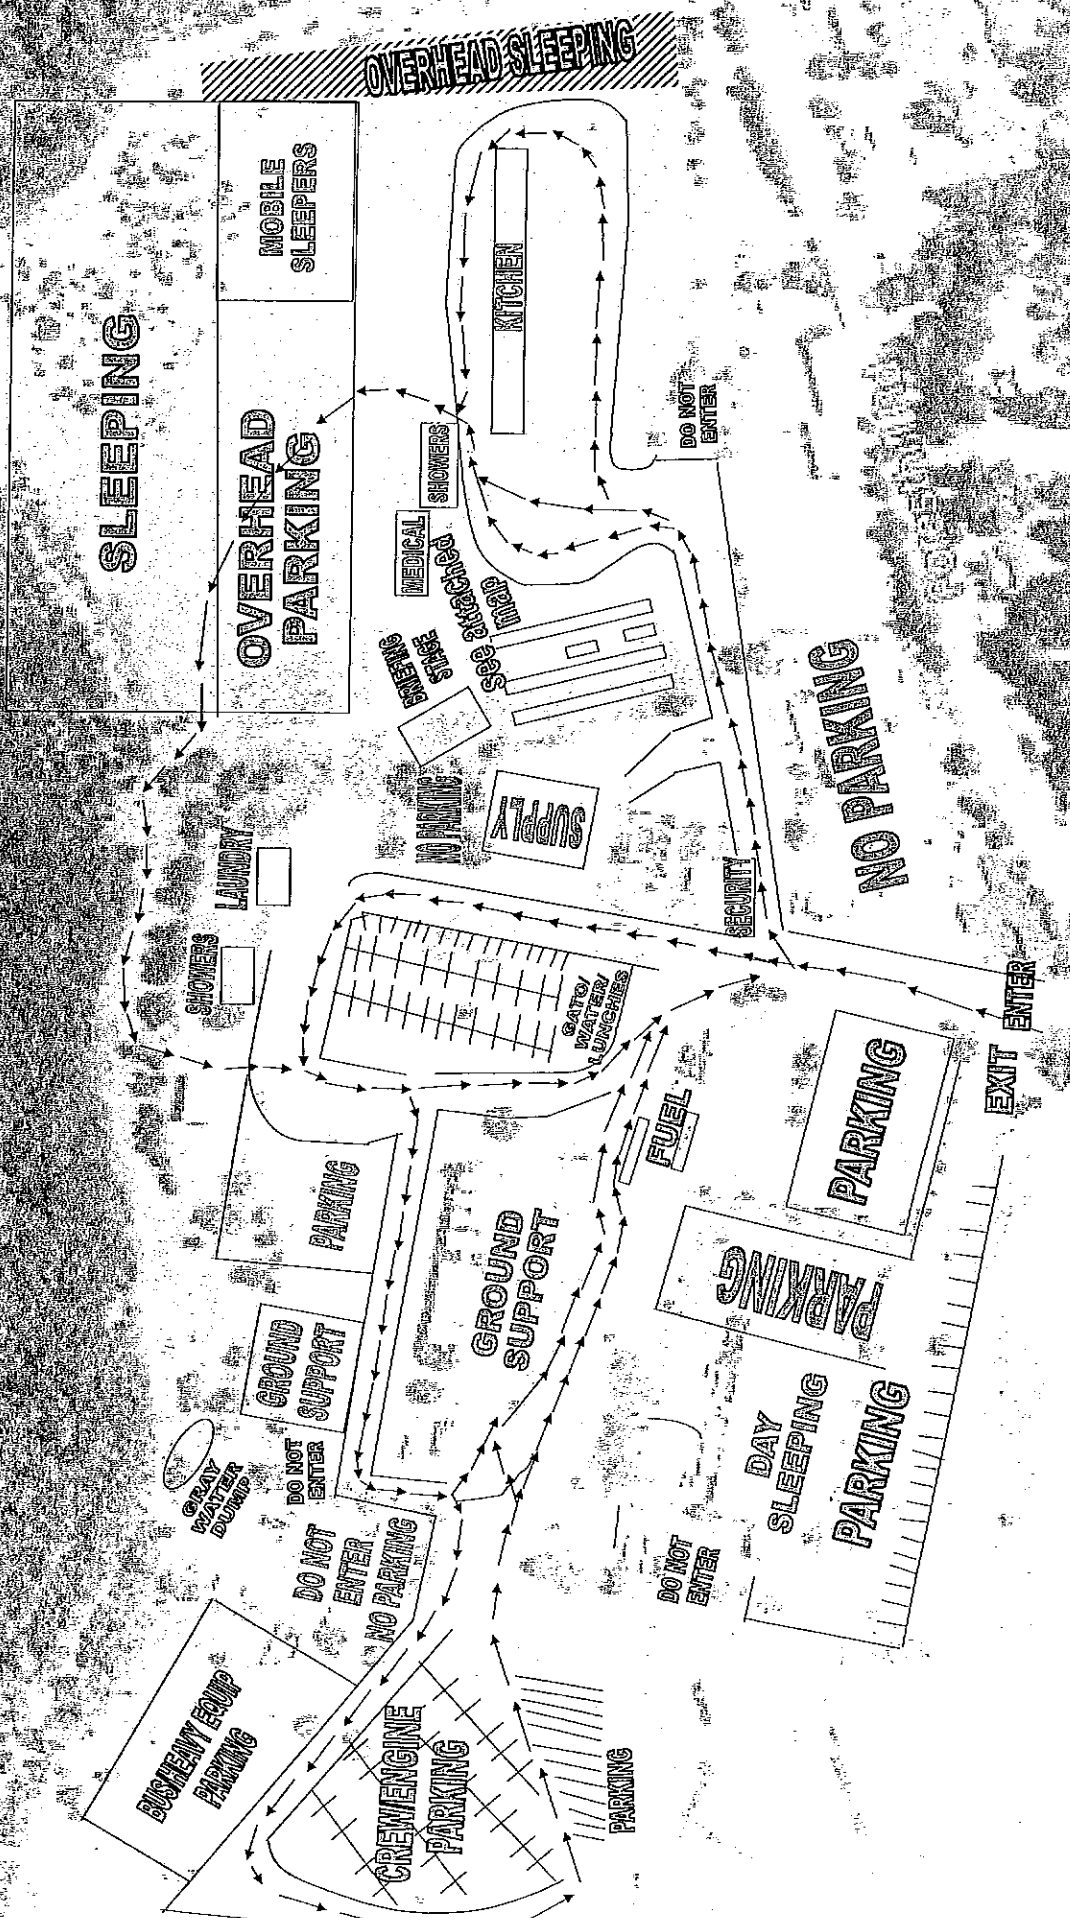 OVERHEAD SLEEPING
MOBILE
SLEEPERS
KITCHEN
SLEEPING
OVERHEAD
PARKING
DO NOT
ENTER
SHOWERS
MEDICAL
see attached
map
BRIEFING
STAGE
NO PARKING
NO PARKING
SUPPLY
SECURITY
LAUNDRY
SHOWERS
GATO/
WATER/
LUNCHES
ENTER
EXIT
PARKING
FUEL
PARKING
GROUND
SUPPORT
PARKING
GROUND
SUPPORT
DAY
SLEEPING
PARKING
GRAY
WATER
DUMP
DO NOT
ENTER
DO NOT
ENTER
NO PARKING
DO NOT
ENTER
BUS/HEAVY EQUIP
PARKING
CREW/ENGINE
PARKING
PARKING